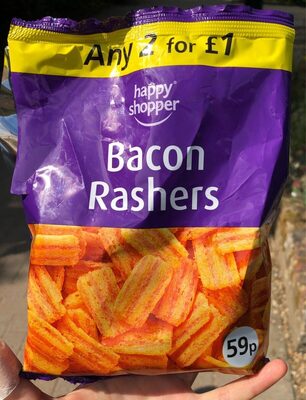 Any 2 for £1
happy
shopper
Bacon
Rashers
59p